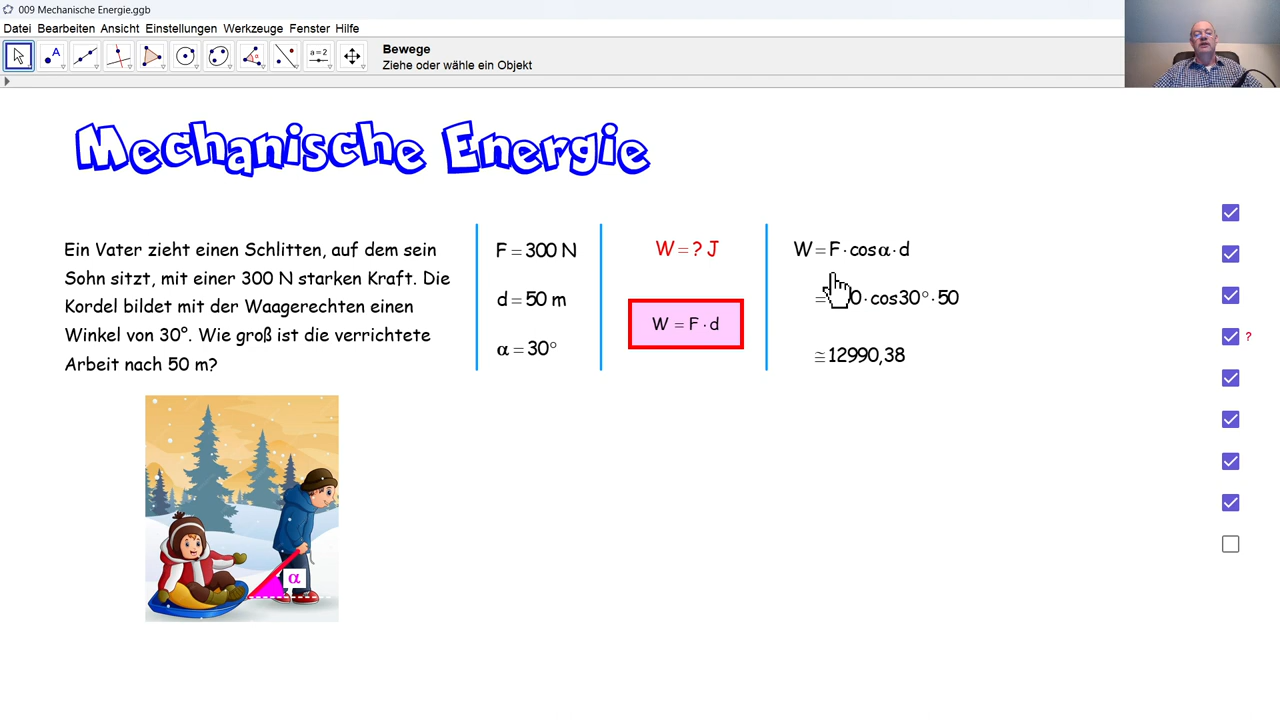 009 Mechanische Energie.ggb
Datei Bearbeiten Ansicht Einstellungen Werkzeuge Fenster Hilfe
A
α
a=2
Bewege
Ziehe oder wähle ein Objekt
Mechanische Energie
Ein Vater zieht einen Schlitten, auf dem sein
Sohn sitzt, mit einer 300 N starken Kraft. Die
Kordel bildet mit der Waagerechten einen
Winkel von 30°. Wie groß ist die verrichtete
Arbeit nach 50 m?
F = 300 N
d = 50 m
α = 30°
W = ? J
W = F · d
W = F · cosα · d
= 0 · cos30° · 50
≅ 12990,38
?
α